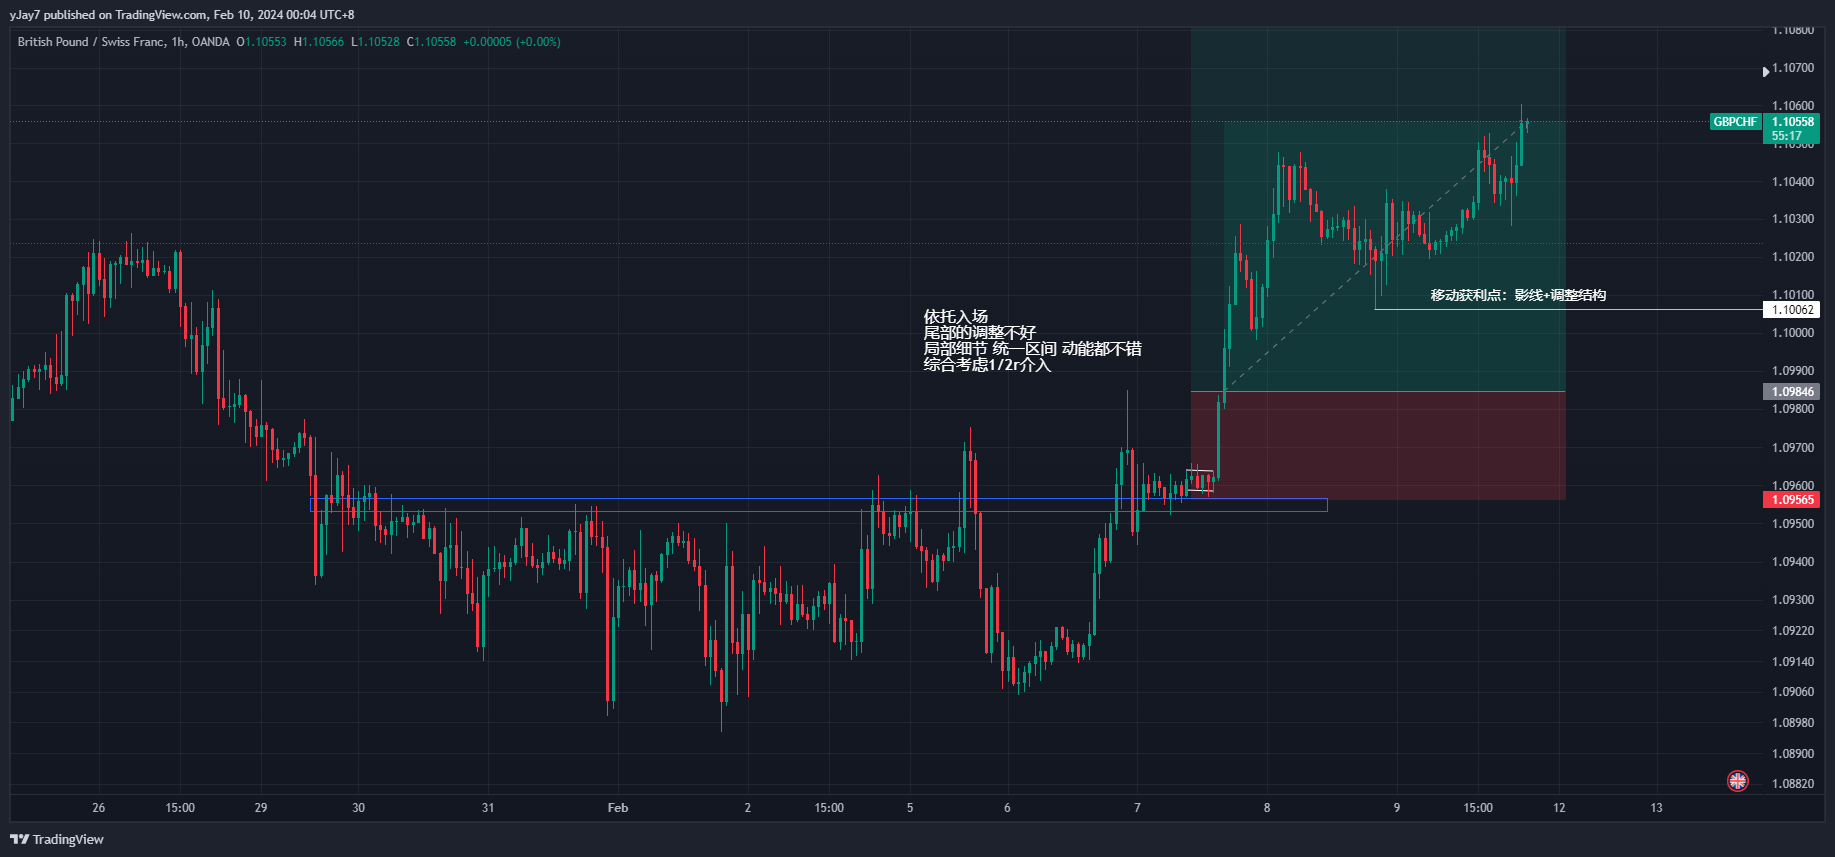 yJay7 published on TradingView.com, Feb 10, 2024 00:04 UTC+8
British Pound / Swiss Franc, 1h, OANDA O1.10553 H1.10566 L1.10528 C1.10558 +0.00005 (+0.00%)
1.10800
1.10700
1.10600
GBPCHF 1.10558
55:17
1.10500
1.10400
1.10300
1.10200
1.10100
移动获利点：影线+调整结构
1.10062
1.10000
依托入场
尾部的调整不好
局部细节 统一区间 动能都不错
综合考虑1/2r介入
1.09900
1.09846
1.09800
1.09700
1.09600
1.09565
1.09500
1.09400
1.09300
1.09220
1.09140
1.09060
1.08980
1.08900
1.08820
26 15:00 29 30 31 Feb 2 15:00 5 6 7 8 9 15:00 12 13
TradingView